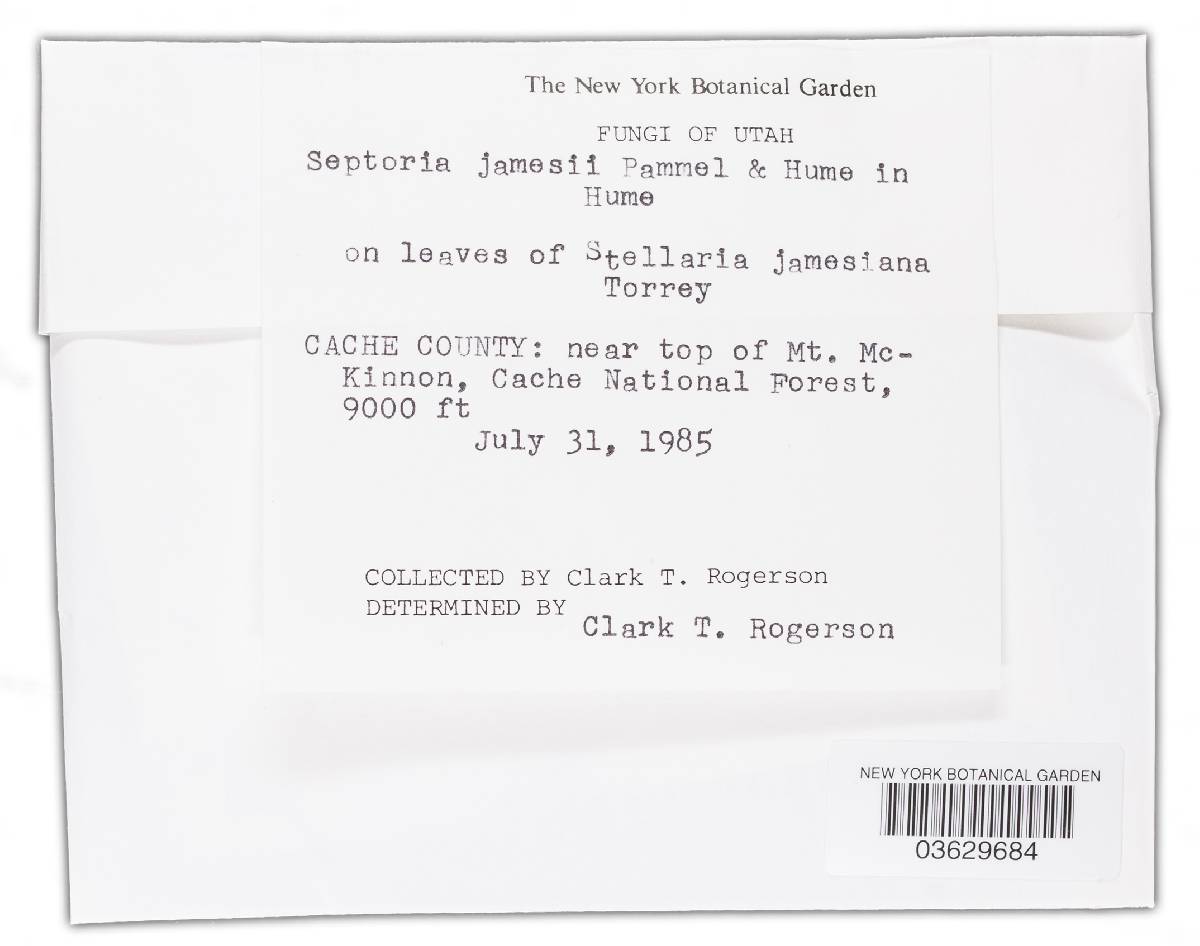 The New York Botanical Garden
FUNGI OF UTAH
Septoria jamesii Pammel & Hume in
Hume
on leaves of Stellaria jamesiana
Torrey
CACHE COUNTY: near top of Mt. Mc-
Kinnon, Cache National Forest,
9000 ft
July 31, 1985
COLLECTED BY Clark T. Rogerson
DETERMINED BY
Clark T. Rogerson
NEW YORK BOTANICAL GARDEN
03629684